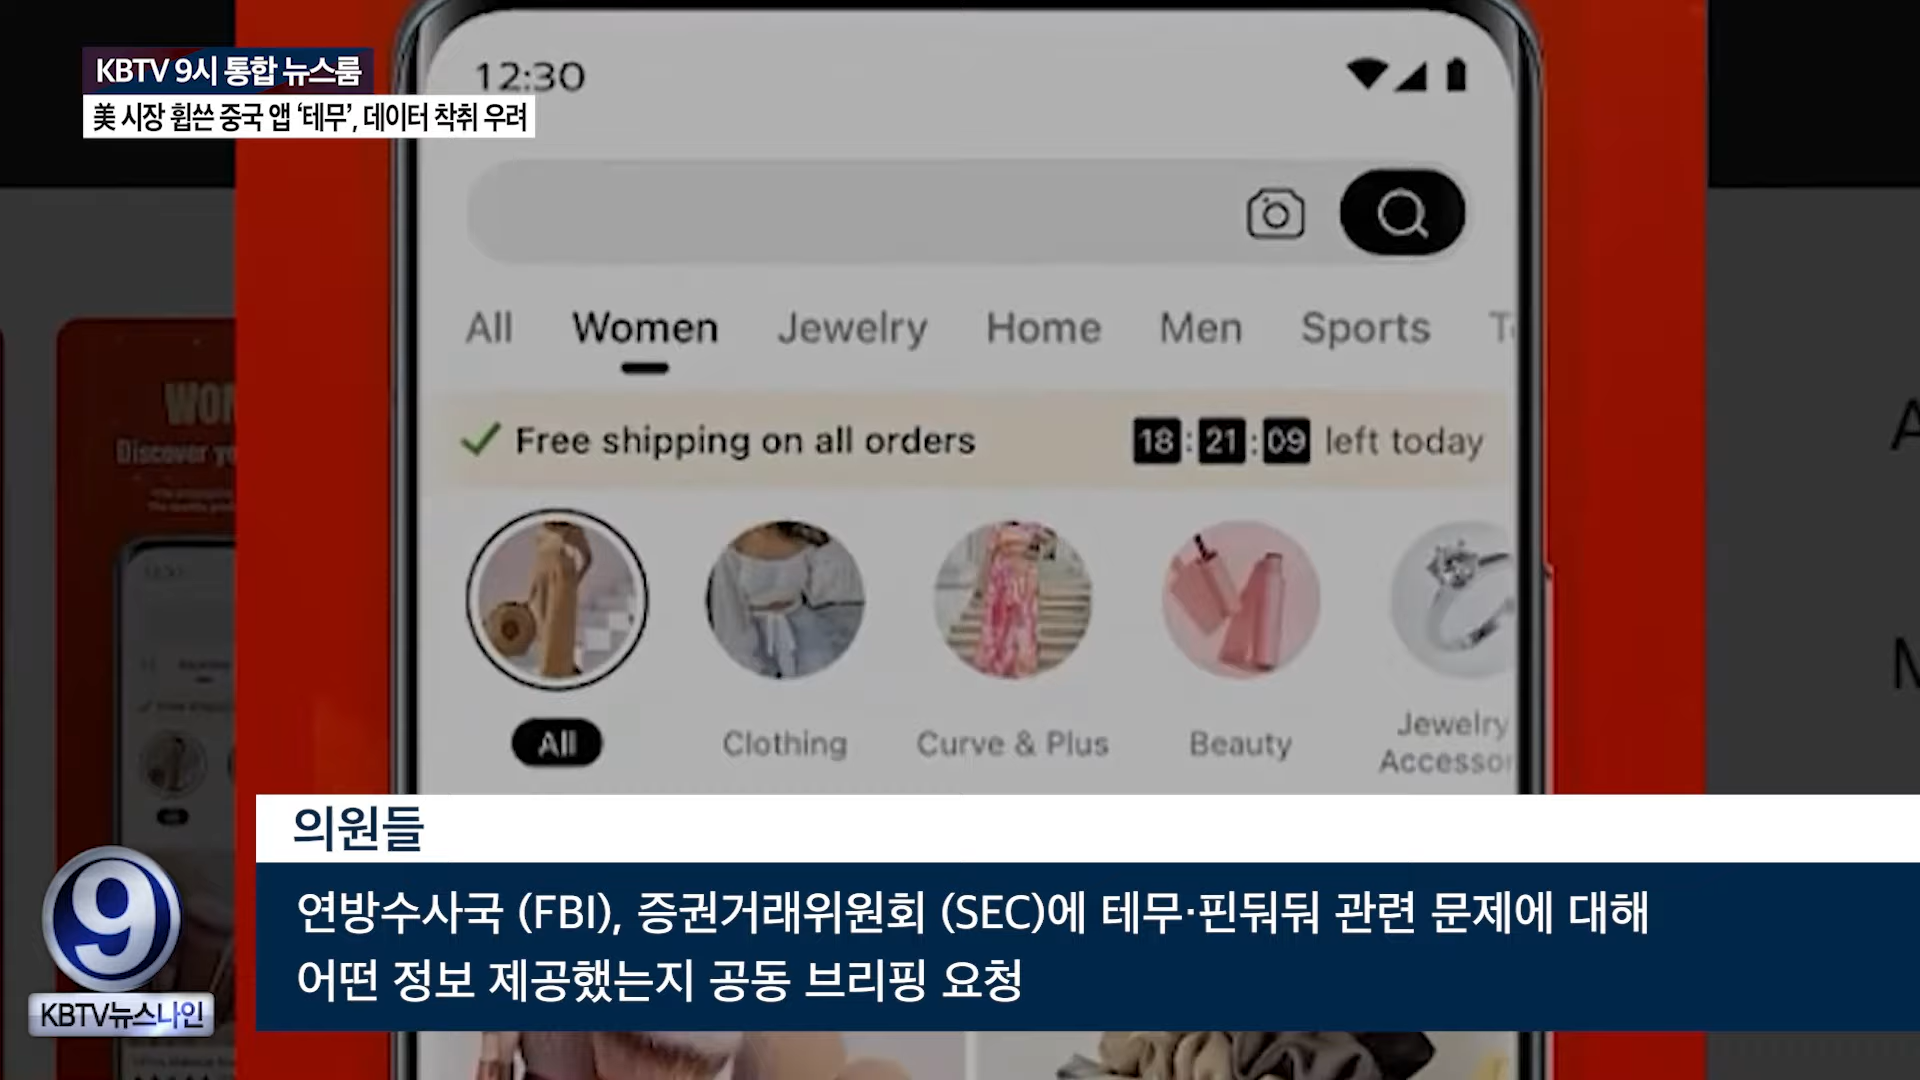 KBTV 9시 통합 뉴스룸
美 시장 휩쓴 중국 앱 ‘테무’, 데이터 착취 우려
12:30
All Women Jewelry Home Men Sports
Free shipping on all orders 18:21:09 left today
All Clothing Curve & Plus Beauty Jewelry
의원들
연방수사국 (FBI), 증권거래위원회 (SEC)에 테무·핀둬둬 관련 문제에 대해
어떤 정보 제공했는지 공동 브리핑 요청
9
KBTV뉴스나인